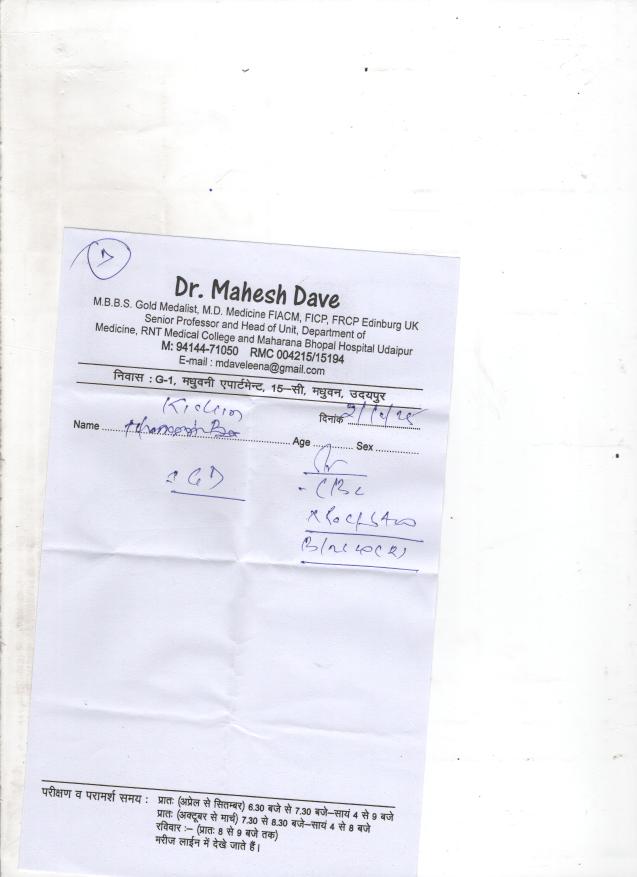 Dr. Mahesh Dave
M.B.B.S. Gold Medalist, M.D. Medicine FIACM, FICP, FRCP Edinburg UK
Senior Professor and Head of Unit, Department of
Medicine, RNT Medical College and Maharana Bhopal Hospital Udaipur
M: 94144-71050 RMC 004215/15194
E-mail : mdaveleena@gmail.com
निवास : G-1, मधुवनी एपार्टमेन्ट, 15-सी, मधुवन, उदयपुर
दिनांक
Name Age Sex
CBC
परीक्षण व परामर्श समय : प्रातः (अप्रेल से सितम्बर) 6.30 बजे से 7.30 बजे-सायं 4 से 9 बजे
प्रातः (अक्टूबर से मार्च) 7.30 से 8.30 बजे-सायं 4 से 8 बजे
रविवार :- (प्रातः 8 से 9 बजे तक)
मरीज लाईन में देखे जाते हैं।